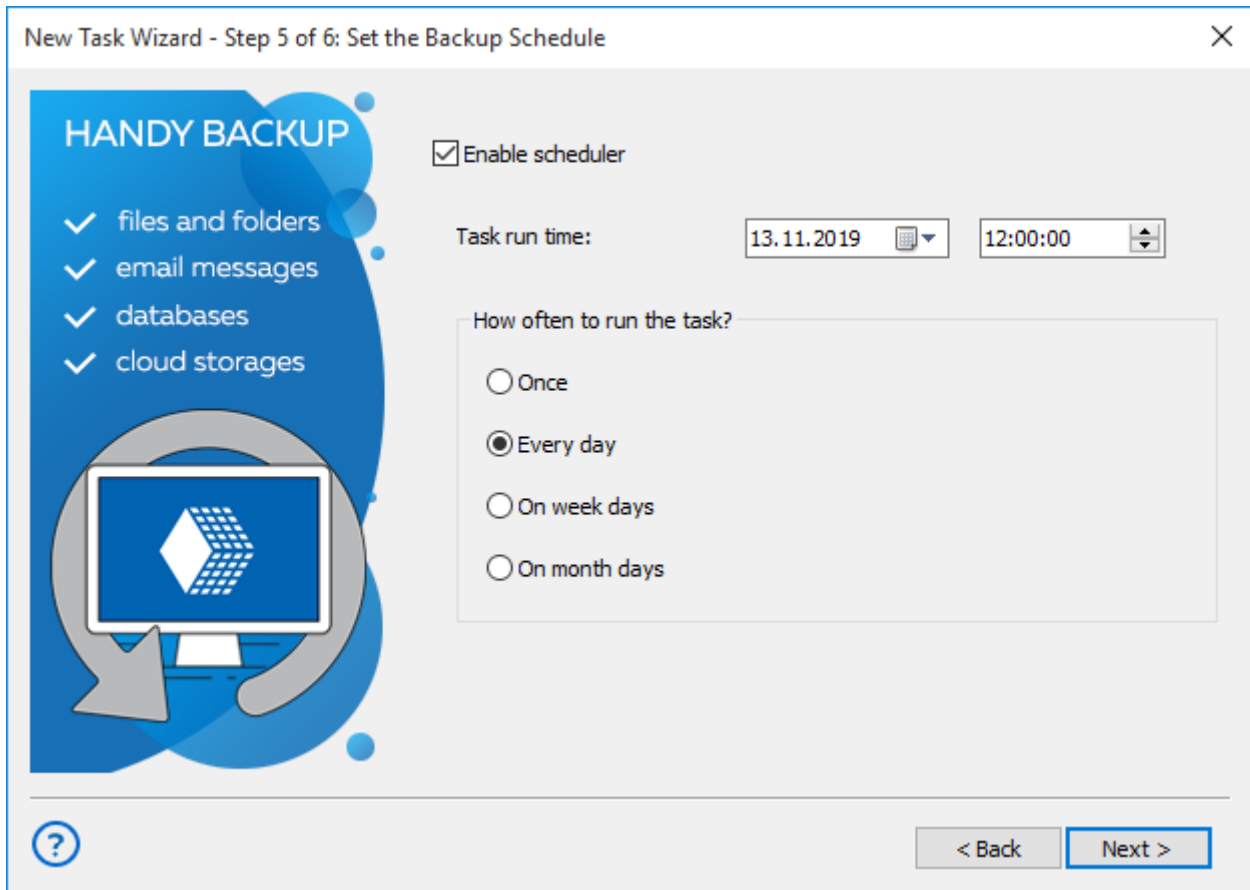 New Task Wizard - Step 5 of 6: Set the Backup Schedule
HANDY BACKUP
files and folders
email messages
databases
cloud storages
Enable scheduler
Task run time: 13.11.2019 12:00:00
How often to run the task?
Once
Every day
On week days
On month days
?
< Back Next >